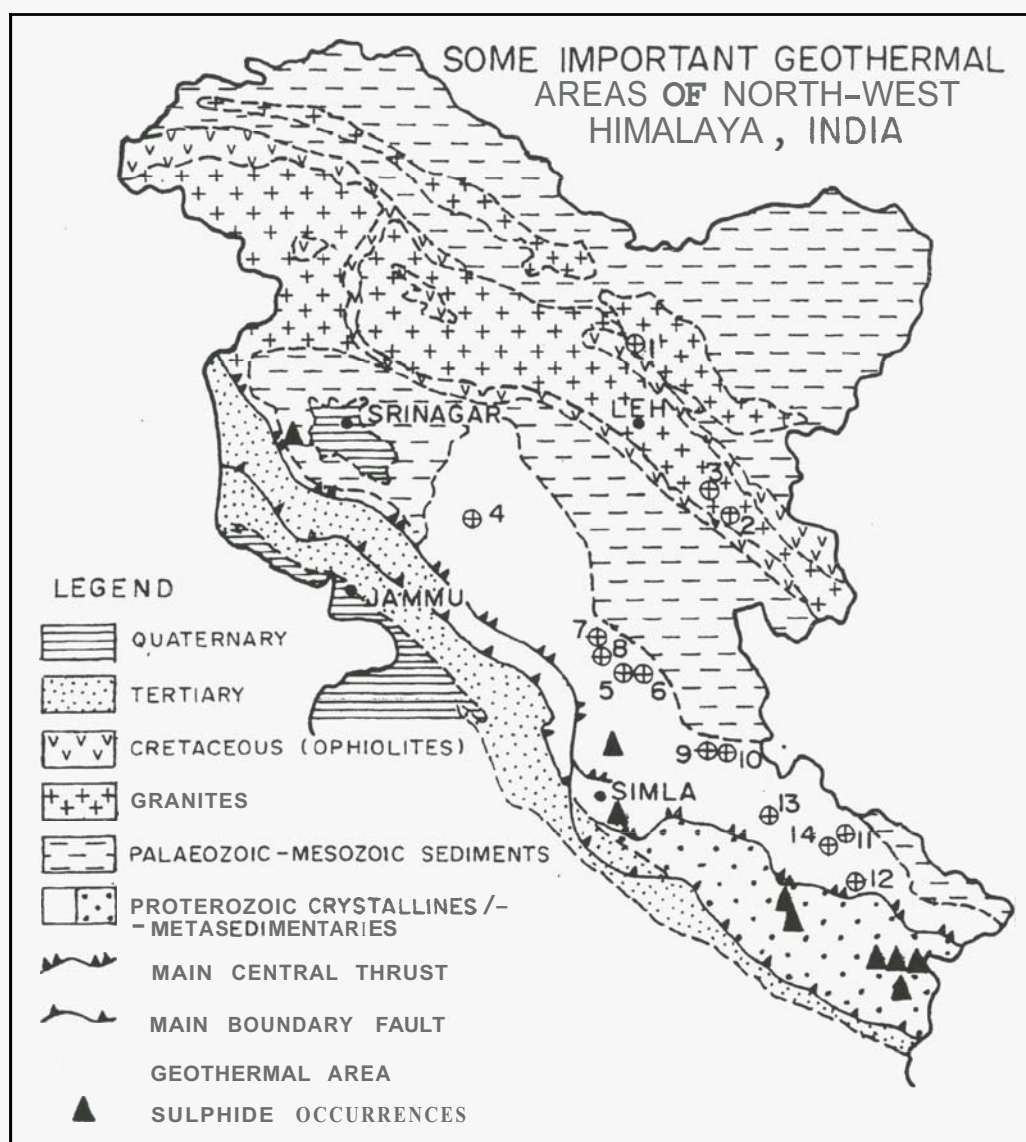 SOME IMPORTANT GEOTHERMAL
AREAS OF NORTH-WEST
HIMALAYA, INDIA
1
SRINAGAR
LEH
3
2
4
JAMMU
7
8
5
6
9
10
SIMLA
13
14
11
12
LEGEND
QUATERNARY
TERTIARY
CRETACEOUS (OPHIOLITES)
GRANITES
PALAEOZOIC-MESOZOIC SEDIMENTS
PROTEROZOIC CRYSTALLINES/-
-METASEDIMENTARIES
MAIN CENTRAL THRUST
MAIN BOUNDARY FAULT
GEOTHERMAL AREA
SULPHIDE OCCURRENCES